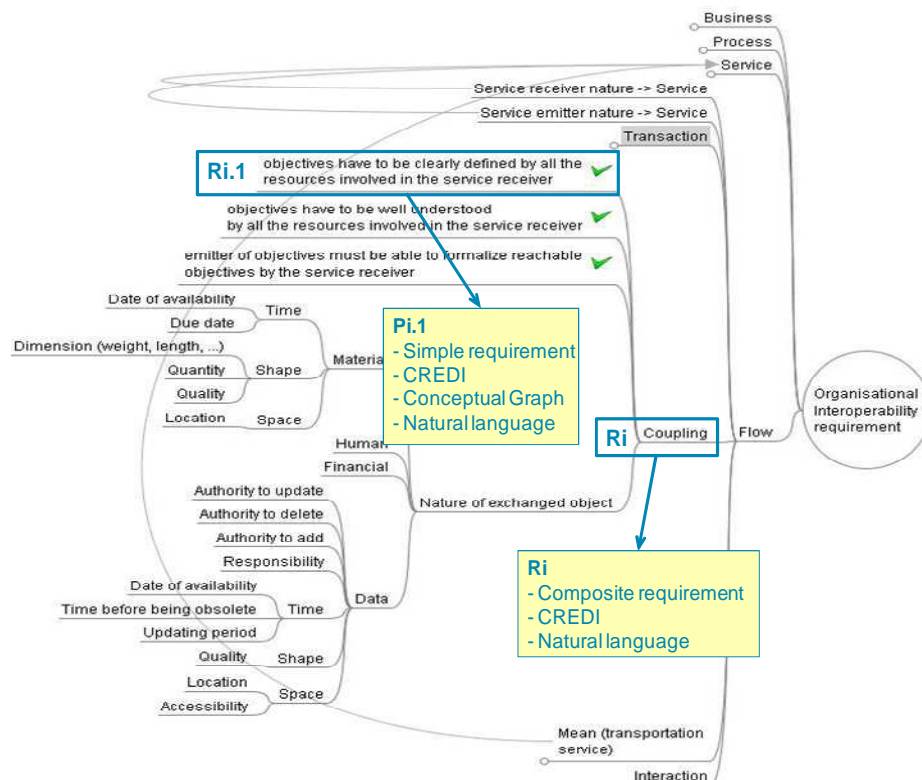 Business
Process
Service
Service receiver nature -> Service
Service emitter nature -> Service
Transaction
Ri.1
objectives have to be clearly defined by all the
resources involved in the service receiver
objectives have to be well understood
by all the resources involved in the service receiver
emitter of objectives must be able to formalize reachable
objectives by the service receiver
Date of availability
Time
Due date
Dimension (weight, length, ...)
Quantity
Shape
Quality
Location
Space
Material
Pi.1
- Simple requirement
- CREDI
- Conceptual Graph
- Natural language
Organisational
Interoperability
requirement
Ri
Coupling
Flow
Human
Financial
Nature of exchanged object
Authority to update
Authority to delete
Authority to add
Responsibility
Data
Date of availability
Time before being obsolete
Time
Updating period
Quality
Shape
Location
Space
Accessibility
Ri
- Composite requirement
- CREDI
- Natural language
Mean (transportation
service)
Interaction